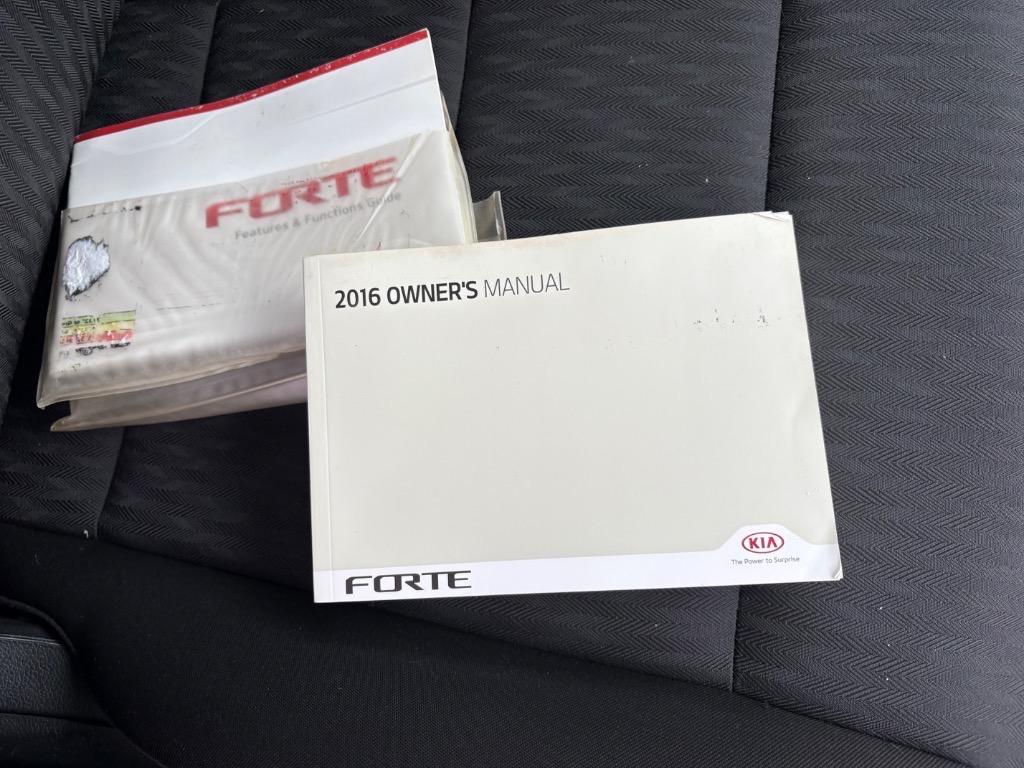 FORTE
Features & Functions Guide
2016 OWNER'S MANUAL
KIA
The Power to Surprise
FORTE